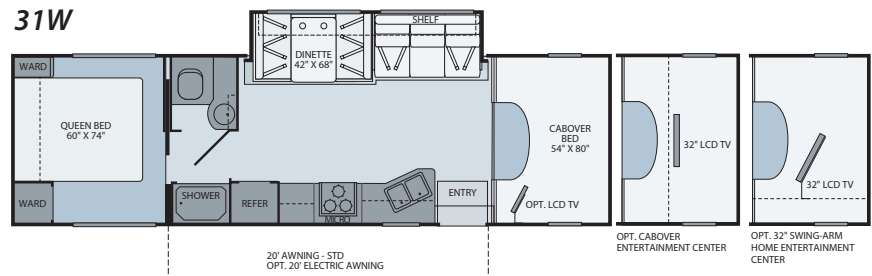 31W
WARD
QUEEN BED
60" X 74"
WARD
SHOWER
REFER
MICRO
DINETTE
42" X 68"
SHELF
ENTRY
CABOVER
BED
54" X 80"
OPT. LCD TV
20' AWNING - STD
OPT. 20' ELECTRIC AWNING
32" LCD TV
OPT. CABOVER
ENTERTAINMENT CENTER
32" LCD TV
OPT. 32" SWING-ARM
HOME ENTERTAINMENT
CENTER